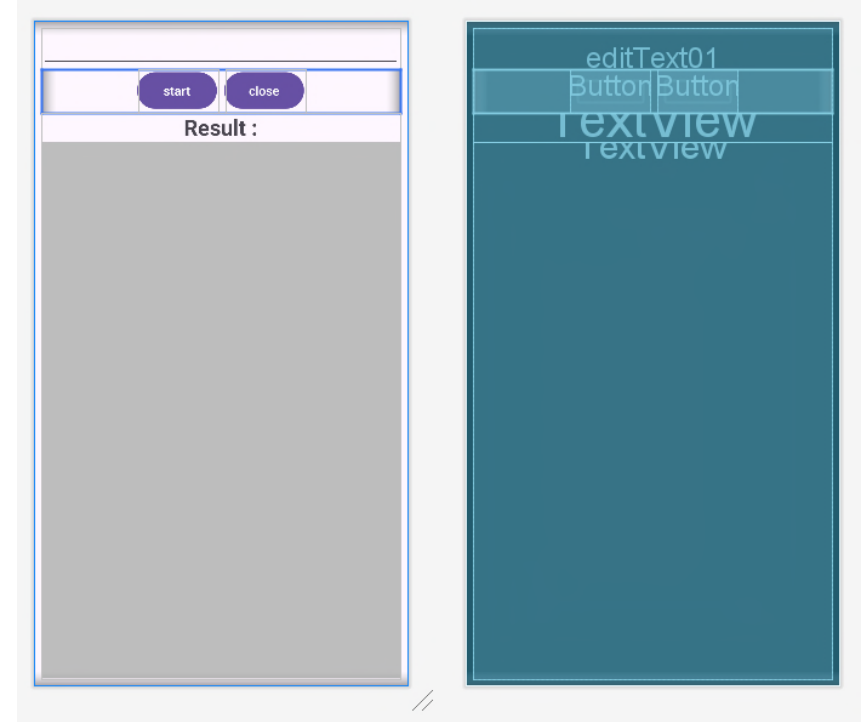 start close
Result :
editText01
Button Button
TextView
TextView